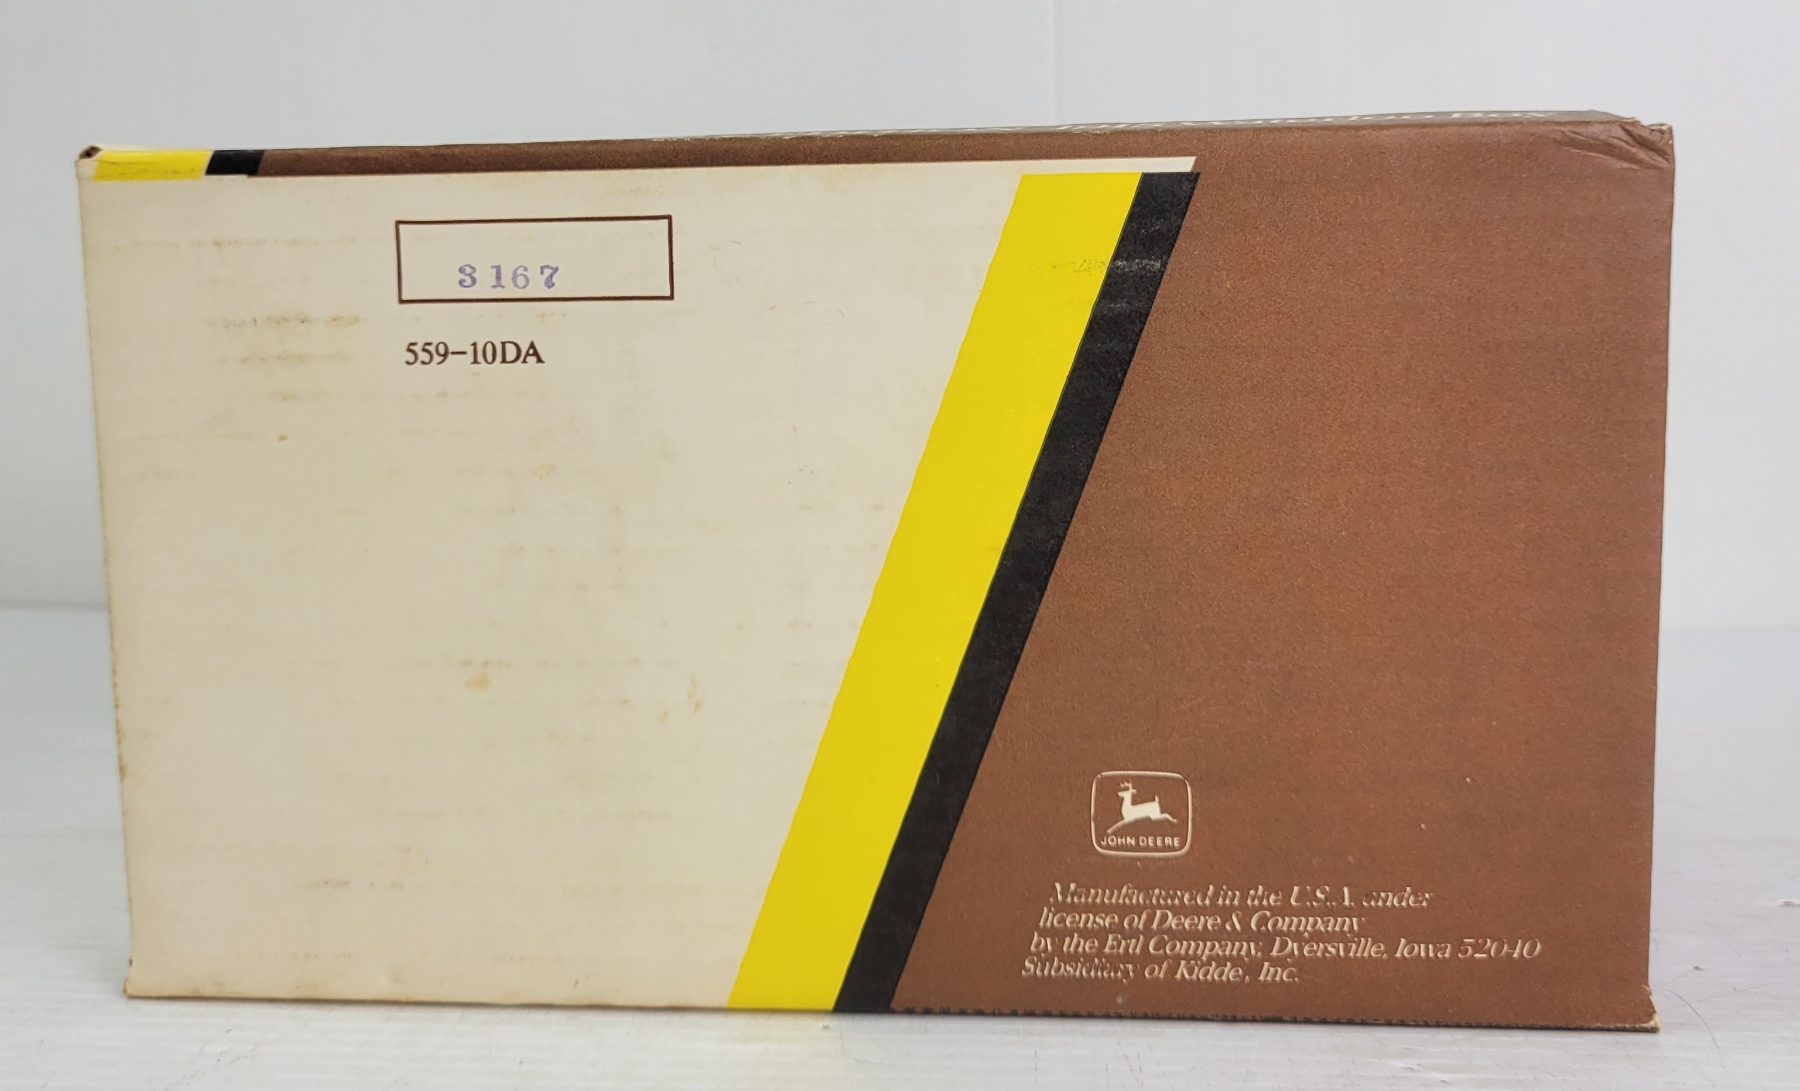 3167
559-10DA
JOHN DEERE
Manufactured in the U.S.A. under
license of Deere & Company
by the Ertl Company, Dyersville, Iowa 52040
Subsidiary of Kidde, Inc.